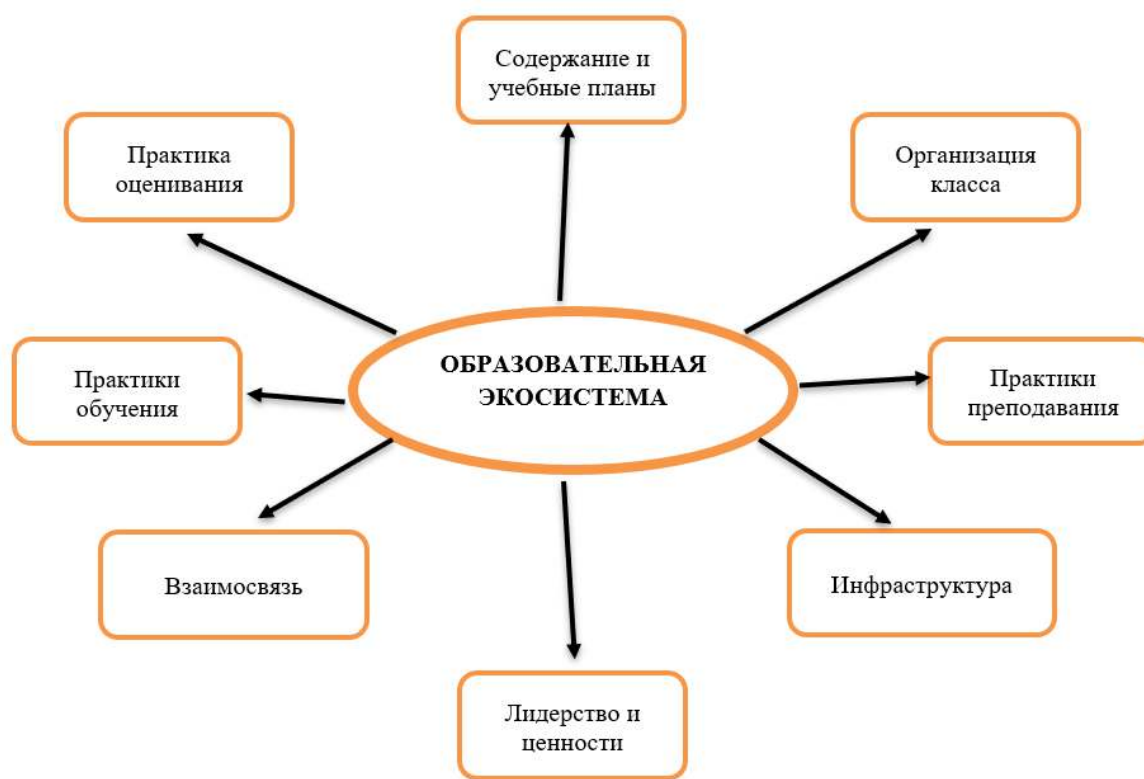 Содержание и
учебные планы
Практика
оценивания
Организация
класса
ОБРАЗОВАТЕЛЬНАЯ
ЭКОСИСТЕМА
Практики
обучения
Практики
преподавания
Взаимосвязь
Инфраструктура
Лидерство и
ценности